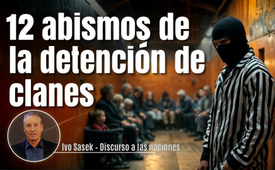 12 abismos de
la detención de
clanes
Ivo Sasek - Discurso a las naciones